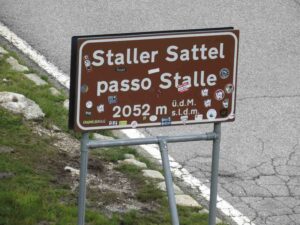 Staller Sattel
passo Stalle
2052 m ü.d.M.
s.l.d.m.